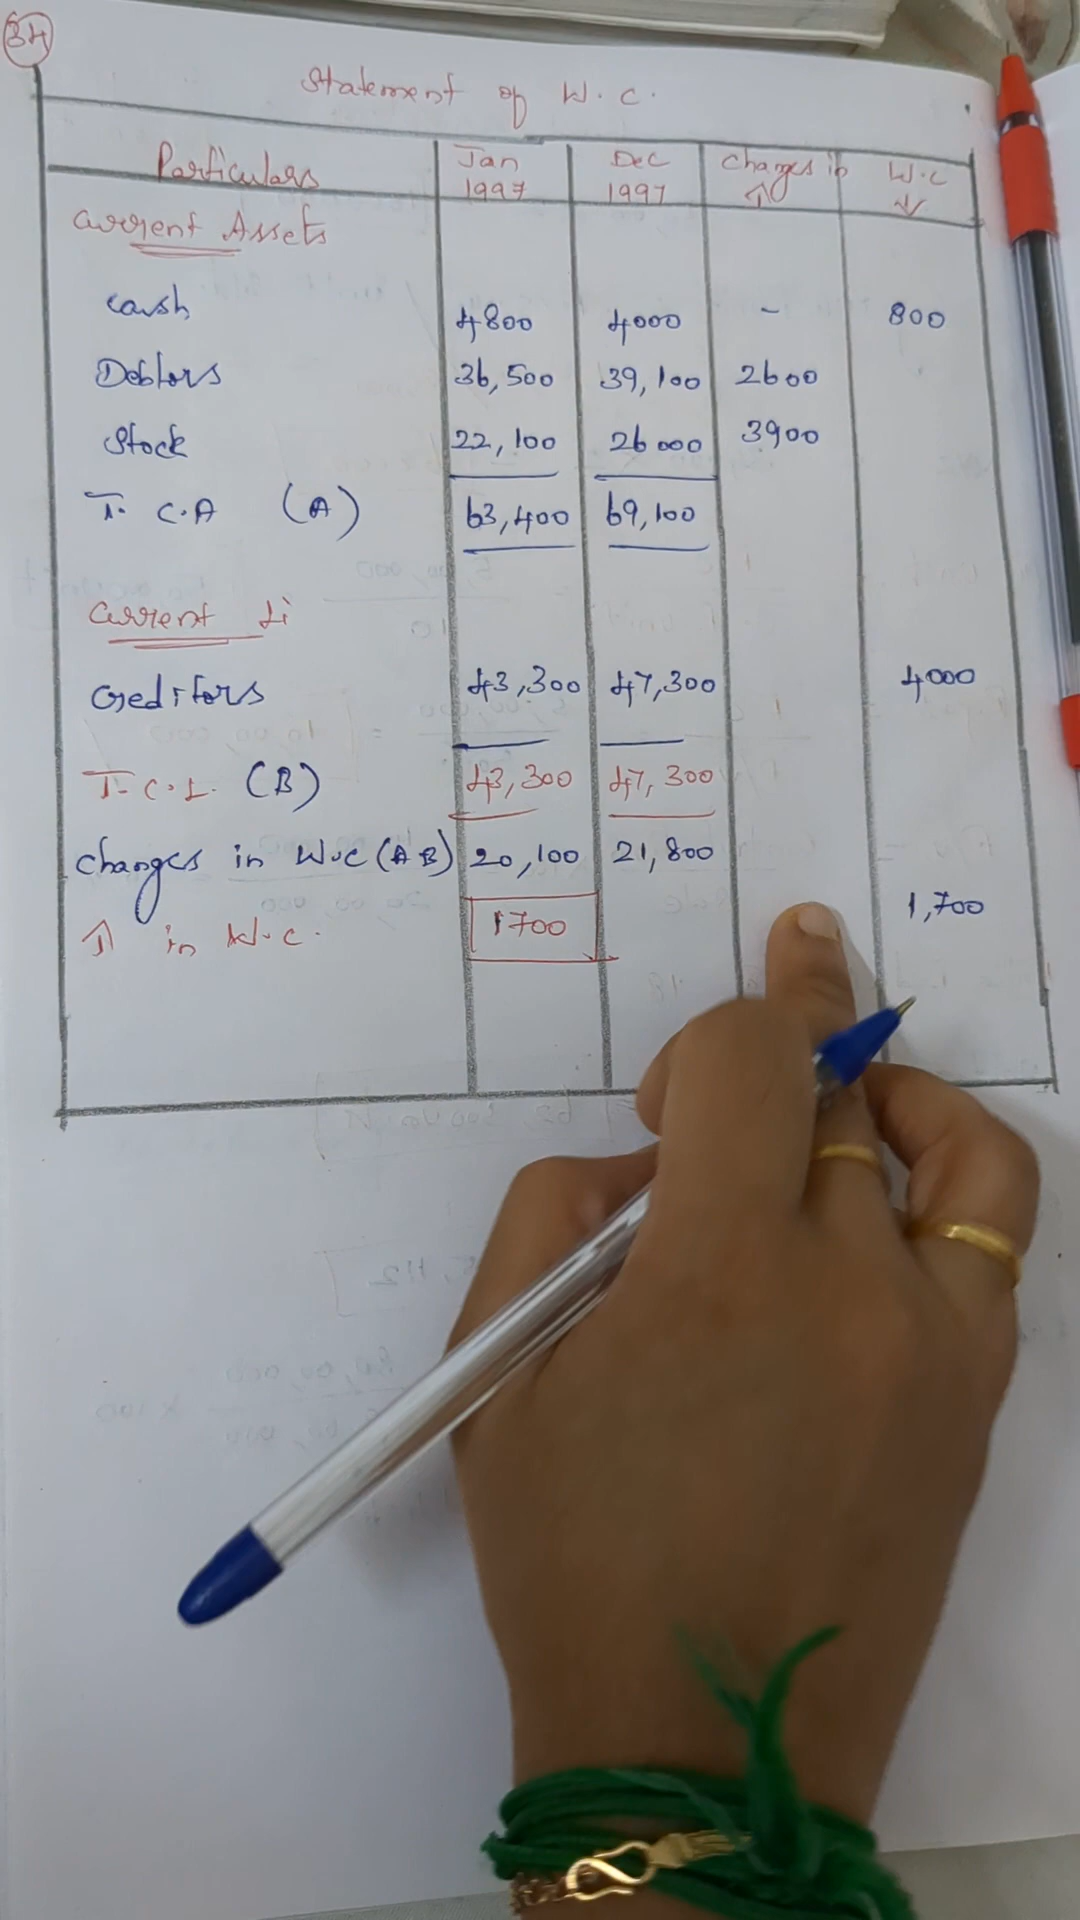 34
Statement of W.C.
Particulars Jan 1997 Dec 1997 Changes in ↑ W.C ↓
Current Assets
Cash 4800 4000 - 800
Debtors 36,500 39,100 2600
Stock 22,100 26000 3900
T. C.A (A) 63,400 69,100
Current Li
Creditors 43,300 47,300 4000
T.C.L. (B) 43,300 47,300
Changes in W.C (A B) 20,100 21,800
↑ in W.C. 1700 1,700